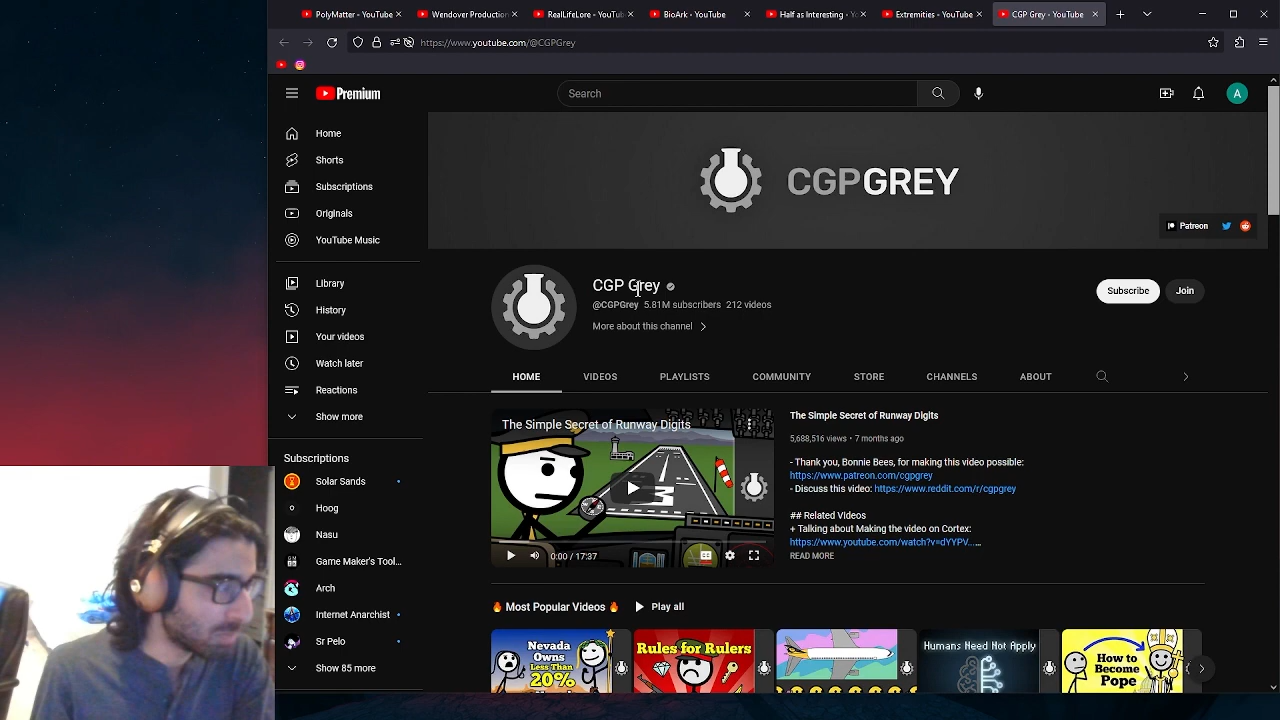 PolyMatter - YouTube
Wendover Production
RealLifeLore - YouTub
BioArk - YouTube
Half as Interesting - Yo
Extremities - YouTube
CGP Grey - YouTube
https://www.youtube.com/@CGPGrey
Premium
Search
A
Home
Shorts
Subscriptions
Originals
YouTube Music
Library
History
Your videos
Watch later
Reactions
Show more
Subscriptions
Solar Sands
Hoog
Nasu
Game Maker's Tool...
Arch
Internet Anarchist
Sr Pelo
Show 85 more
CGPGREY
Patreon
CGP Grey
@CGPGrey 5.81M subscribers 212 videos
More about this channel
Subscribe
Join
HOME VIDEOS PLAYLISTS COMMUNITY STORE CHANNELS ABOUT
The Simple Secret of Runway Digits
0:00 / 17:37
The Simple Secret of Runway Digits
5,688,516 views • 7 months ago
- Thank you, Bonnie Bees, for making this video possible:
https://www.patreon.com/cgpgrey
- Discuss this video: https://www.reddit.com/r/cgpgrey
## Related Videos
+ Talking about Making the video on Cortex:
https://www.youtube.com/watch?v=dYYPV...…
READ MORE
🔥 Most Popular Videos 🔥
Play all
Nevada
Owns
Less Than
20%
Rules for Rulers
Humans Need Not Apply
How to
Become
Pope